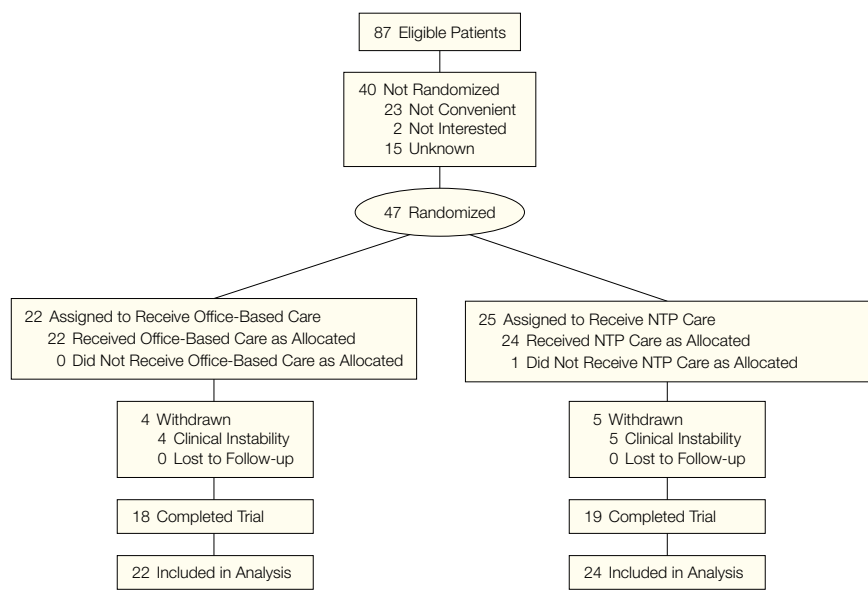 87 Eligible Patients
40 Not Randomized
23 Not Convenient
2 Not Interested
15 Unknown
47 Randomized
22 Assigned to Receive Office-Based Care
22 Received Office-Based Care as Allocated
0 Did Not Receive Office-Based Care as Allocated
4 Withdrawn
4 Clinical Instability
0 Lost to Follow-up
18 Completed Trial
22 Included in Analysis
25 Assigned to Receive NTP Care
24 Received NTP Care as Allocated
1 Did Not Receive NTP Care as Allocated
5 Withdrawn
5 Clinical Instability
0 Lost to Follow-up
19 Completed Trial
24 Included in Analysis